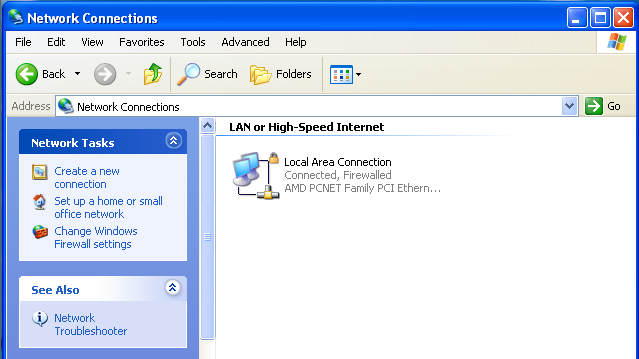 Network Connections
File Edit View Favorites Tools Advanced Help
Back Search Folders
Address Network Connections Go
Network Tasks
Create a new
connection
Set up a home or small
office network
Change Windows
Firewall settings
See Also
Network
Troubleshooter
LAN or High-Speed Internet
Local Area Connection
Connected, Firewalled
AMD PCNET Family PCI Ethern...